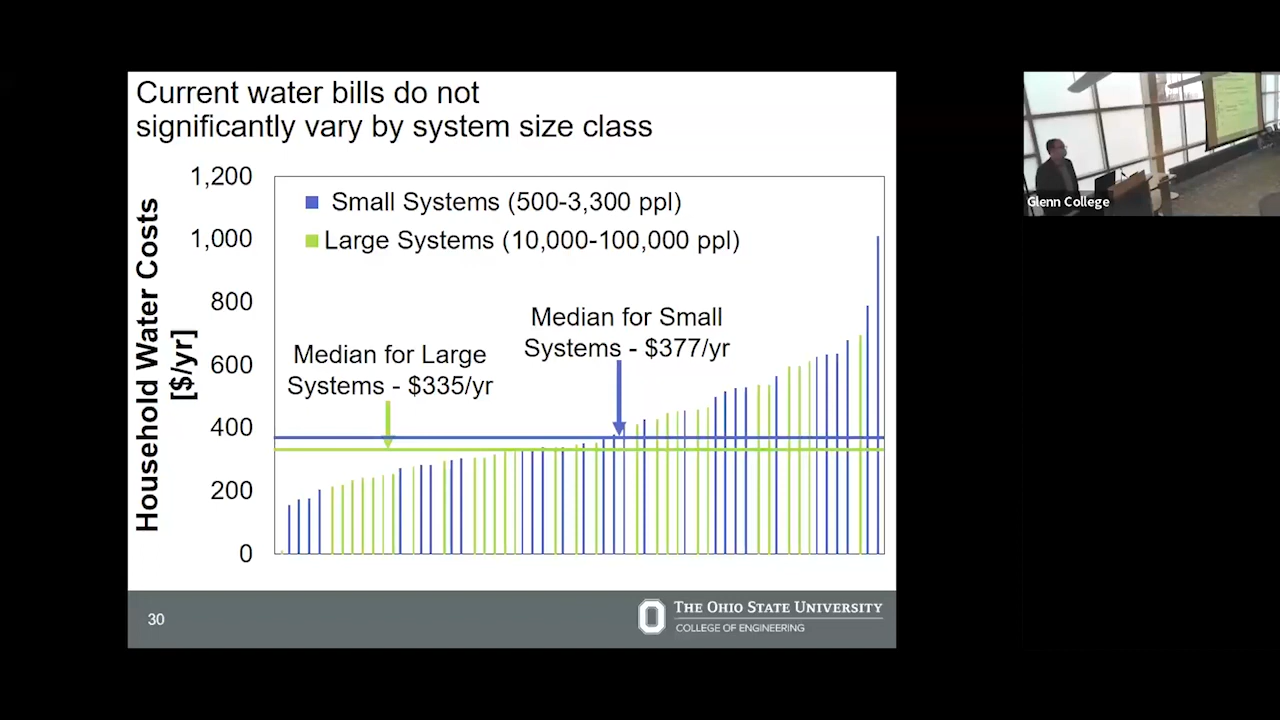 Current water bills do not
significantly vary by system size class
Household Water Costs
[$/yr]
1,200
1,000
800
600
400
200
0
Small Systems (500-3,300 ppl)
Large Systems (10,000-100,000 ppl)
Median for Small
Systems - $377/yr
Median for Large
Systems - $335/yr
30
THE OHIO STATE UNIVERSITY
COLLEGE OF ENGINEERING
Glenn College